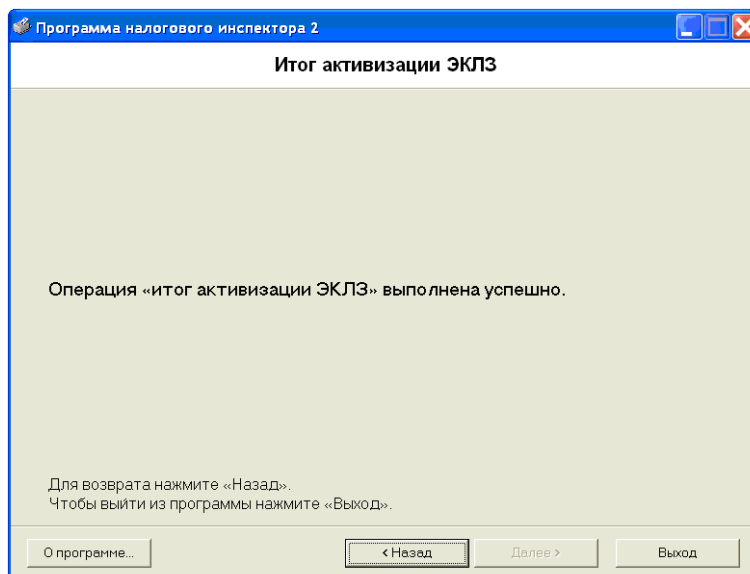 Программа налогового инспектора 2
Итог активизации ЭКЛЗ
Операция «итог активизации ЭКЛЗ» выполнена успешно.
Для возврата нажмите «Назад».
Чтобы выйти из программы нажмите «Выход».
О программе... < Назад Далее > Выход